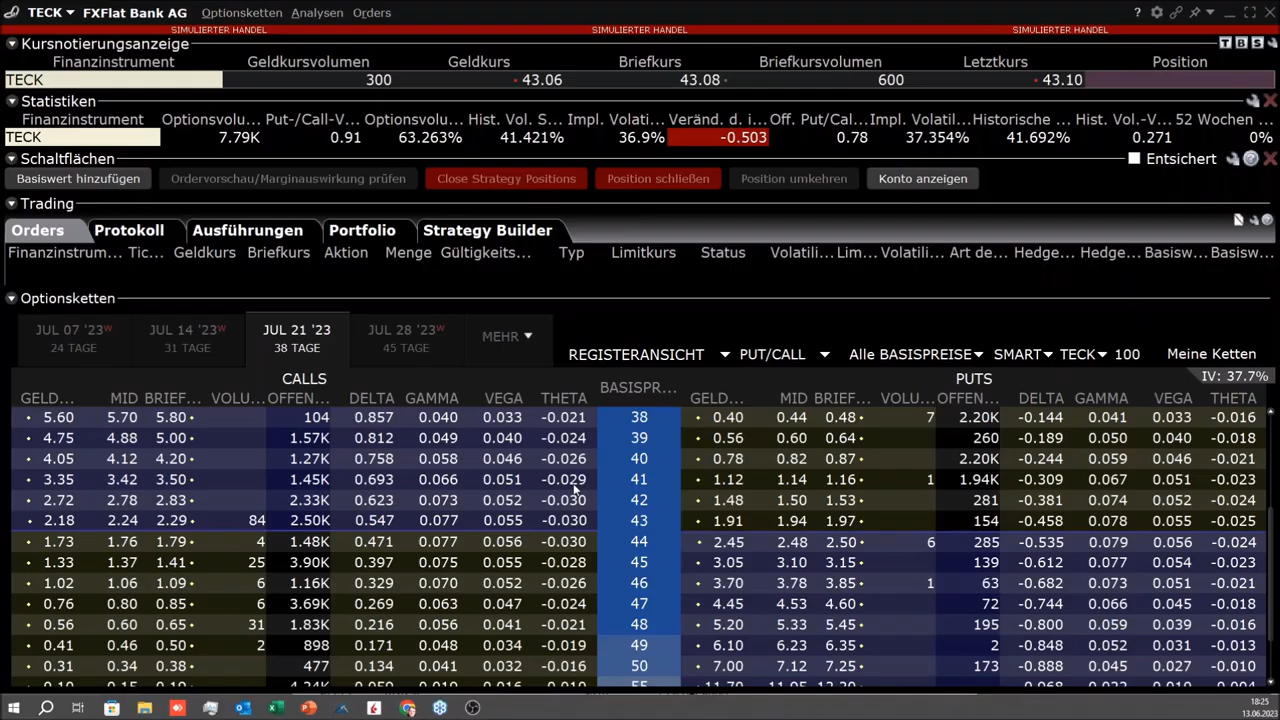 TECK FXFlat Bank AG Optionsketten Analysen Orders ?
SIMULIERTER HANDEL SIMULIERTER HANDEL SIMULIERTER HANDEL
Kursnotierungsanzeige T B S
Finanzinstrument Geldkursvolumen Geldkurs Briefkurs Briefkursvolumen Letztkurs Position
TECK 300 43.06 43.08 600 43.10
Statistiken
Finanzinstrument Optionsvolu... Put-/Call-V... Optionsvolu... Hist. Vol. S... Impl. Volati... Veränd. d. i... Off. Put/Ca... Impl. Volatil... Historische ... Hist. Vol.-V... 52 Wochen ...
TECK 7.79K 0.91 63.263% 41.421% 36.9% -0.503 0.78 37.354% 41.692% 0.271 0%
Schaltflächen Entsichert
Basiswert hinzufügen Ordervorschau/Marginauswirkung prüfen Close Strategy Positions Position schließen Position umkehren Konto anzeigen
Trading
Orders Protokoll Ausführungen Portfolio Strategy Builder
Finanzinstrum... Tic... Geldkurs Briefkurs Aktion Menge Gültigkeits... Typ Limitkurs Status Volatili... Lim... Volatili... Art de... Hedge... Hedge... Basisw... Basisw...
Optionsketten
JUL 07 '23W JUL 14 '23W JUL 21 '23 JUL 28 '23W MEHR
24 TAGE 31 TAGE 38 TAGE 45 TAGE
REGISTERANSICHT PUT/CALL Alle BASISPREISE SMART TECK 100 Meine Ketten
IV: 37.7%
CALLS BASISPR... PUTS
GELD... MID BRIEF... VOLU... OFFEN... DELTA GAMMA VEGA THETA GELD... MID BRIEF... VOLU... OFFEN... DELTA GAMMA VEGA THETA
5.60 5.70 5.80 104 0.857 0.040 0.033 -0.021 38 0.40 0.44 0.48 7 2.20K -0.144 0.041 0.033 -0.016
4.75 4.88 5.00 1.57K 0.812 0.049 0.040 -0.024 39 0.56 0.60 0.64 260 -0.189 0.050 0.040 -0.018
4.05 4.12 4.20 1.27K 0.758 0.058 0.046 -0.026 40 0.78 0.82 0.87 2.20K -0.244 0.059 0.046 -0.021
3.35 3.42 3.50 1.45K 0.693 0.066 0.051 -0.029 41 1.12 1.14 1.16 1 1.94K -0.311 0.067 0.051 -0.023
2.72 2.78 2.83 2.33K 0.623 0.073 0.052 -0.030 42 1.48 1.50 1.53 281 -0.381 0.074 0.052 -0.024
2.18 2.24 2.29 84 2.50K 0.547 0.077 0.055 -0.030 43 1.91 1.94 1.97 154 -0.458 0.078 0.055 -0.025
1.73 1.76 1.79 4 1.48K 0.471 0.077 0.056 -0.030 44 2.45 2.48 2.50 6 285 -0.535 0.079 0.056 -0.024
1.33 1.37 1.41 25 3.90K 0.397 0.075 0.055 -0.028 45 3.05 3.10 3.15 139 -0.612 0.077 0.054 -0.023
1.02 1.06 1.09 6 1.16K 0.329 0.070 0.052 -0.026 46 3.70 3.78 3.85 1 63 -0.682 0.073 0.051 -0.021
0.76 0.80 0.85 6 3.69K 0.269 0.063 0.047 -0.024 47 4.45 4.53 4.60 72 -0.744 0.066 0.045 -0.018
0.56 0.60 0.65 31 1.83K 0.216 0.056 0.041 -0.021 48 5.20 5.33 5.45 195 -0.800 0.059 0.039 -0.016
0.41 0.46 0.50 2 898 0.171 0.048 0.034 -0.019 49 6.10 6.23 6.35 2 -0.848 0.052 0.031 -0.013
0.31 0.34 0.38 477 0.134 0.041 0.032 -0.016 50 7.00 7.12 7.25 173 -0.888 0.045 0.027 -0.010
18:25
13.06.2023